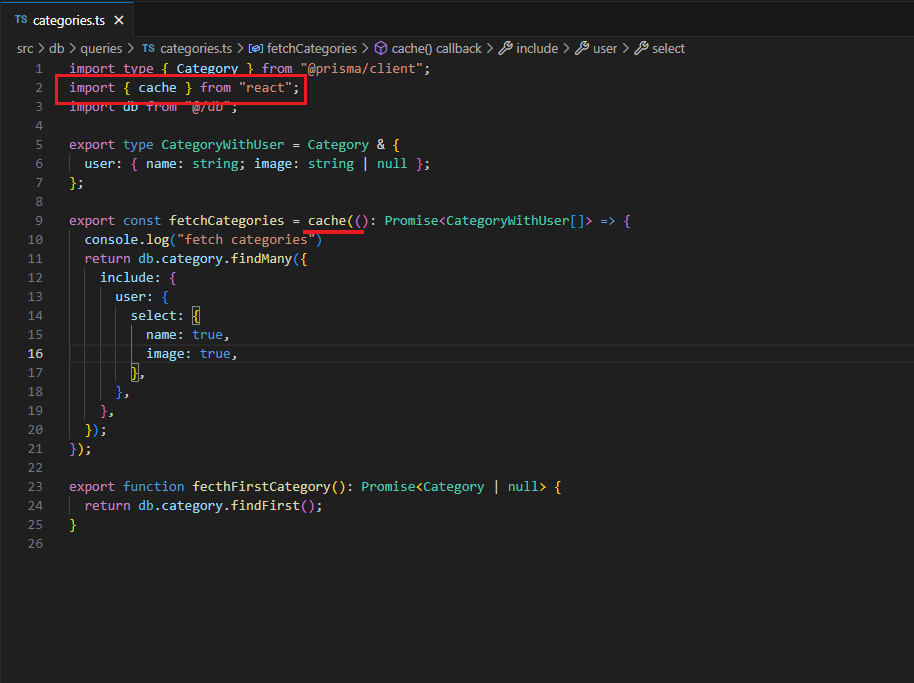 TS categories.ts ×
src > db > queries > TS categories.ts > fetchCategories > cache() callback > include > user > select
1 import type { Category } from "@prisma/client";
2 import { cache } from "react";
3 import db from "@/db";
4
5 export type CategoryWithUser = Category & {
6 user: { name: string; image: string | null };
7 };
8
9 export const fetchCategories = cache((): Promise<CategoryWithUser[]> => {
10 console.log("fetch categories")
11 return db.category.findMany({
12 include: {
13 user: {
14 select: {
15 name: true,
16 image: true,
17 },
18 },
19 },
20 });
21 });
22
23 export function fecthFirstCategory(): Promise<Category | null> {
24 return db.category.findFirst();
25 }
26